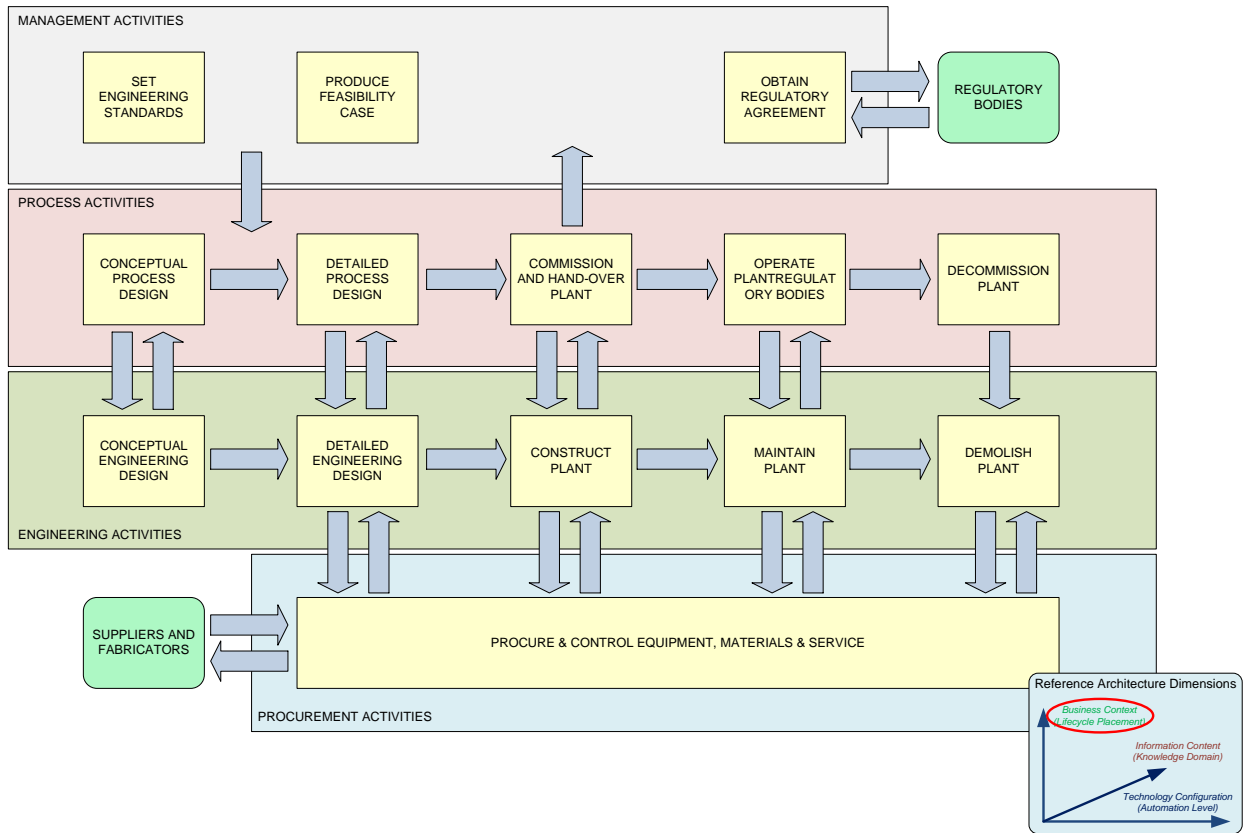 MANAGEMENT ACTIVITIES
SET
ENGINEERING
STANDARDS
PRODUCE
FEASIBILITY
CASE
OBTAIN
REGULATORY
AGREEMENT
REGULATORY
BODIES
PROCESS ACTIVITIES
CONCEPTUAL
PROCESS
DESIGN
DETAILED
PROCESS
DESIGN
COMMISSION
AND HAND-OVER
PLANT
OPERATE
PLANTREGULAT
ORY BODIES
DECOMMISSION
PLANT
CONCEPTUAL
ENGINEERING
DESIGN
DETAILED
ENGINEERING
DESIGN
CONSTRUCT
PLANT
MAINTAIN
PLANT
DEMOLISH
PLANT
ENGINEERING ACTIVITIES
SUPPLIERS AND
FABRICATORS
PROCURE & CONTROL EQUIPMENT, MATERIALS & SERVICE
PROCUREMENT ACTIVITIES
Reference Architecture Dimensions
Business Context
(Lifecycle Placement)
Information Content
(Knowledge Domain)
Technology Configuration
(Automation Level)